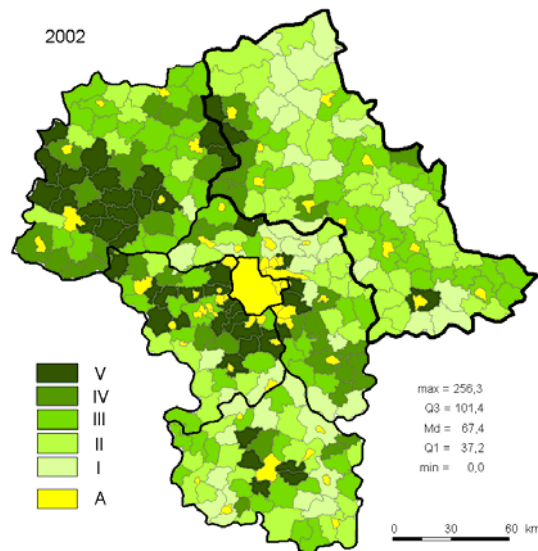 2002
V
IV
III
II
I
A
max = 256,3
Q3 = 101,4
Md = 67,4
Q1 = 37,2
min = 0,0
0 30 60 km